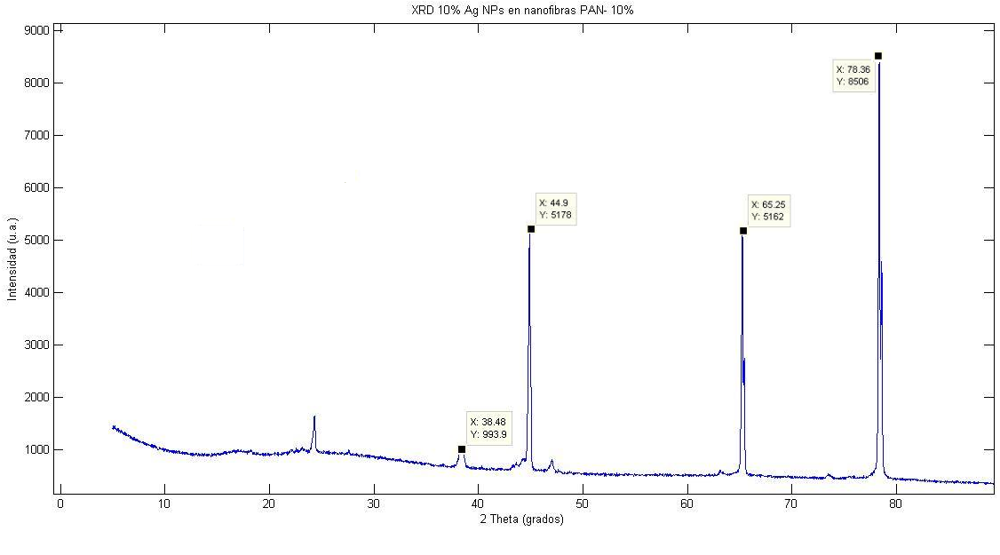 XRD 10% Ag NPs en nanofibras PAN- 10%
9000
8000
7000
6000
5000
4000
3000
2000
1000
Intensidad (u.a.)
X: 78.36
Y: 8506
X: 44.9
Y: 5178
X: 65.25
Y: 5162
X: 38.48
Y: 993.9
0 10 20 30 40 50 60 70 80
2 Theta (grados)